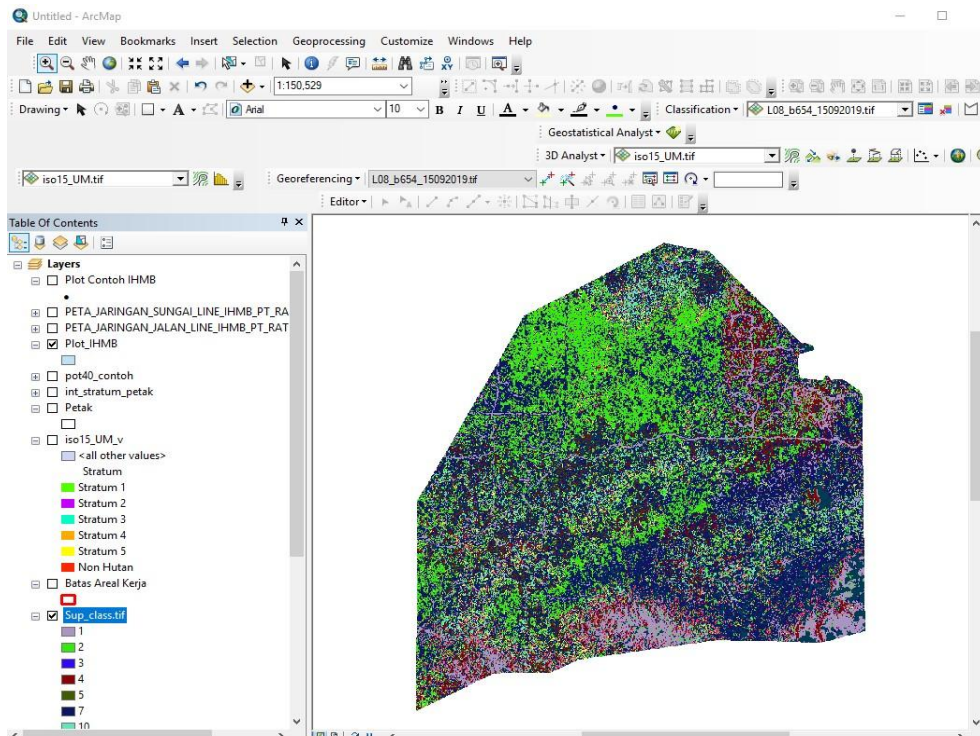 Untitled - ArcMap
File Edit View Bookmarks Insert Selection Geoprocessing Customize Windows Help
1:150,529
Drawing Arial 10 B I U A Classification L08_b654_15092019.tif
Geostatistical Analyst
3D Analyst iso15_UM.tif
iso15_UM.tif Georeferencing L08_b654_15092019.tif
Editor
Table Of Contents
Layers
Plot Contoh IHMB
PETA_JARINGAN_SUNGAI_LINE_IHMB_PT_RA
PETA_JARINGAN_JALAN_LINE_IHMB_PT_RAT
Plot_IHMB
pot40_contoh
int_stratum_petak
Petak
iso15_UM_v
<all other values>
Stratum
Stratum 1
Stratum 2
Stratum 3
Stratum 4
Stratum 5
Non Hutan
Batas Areal Kerja
Sup_class.tif
1
2
3
4
5
7
10